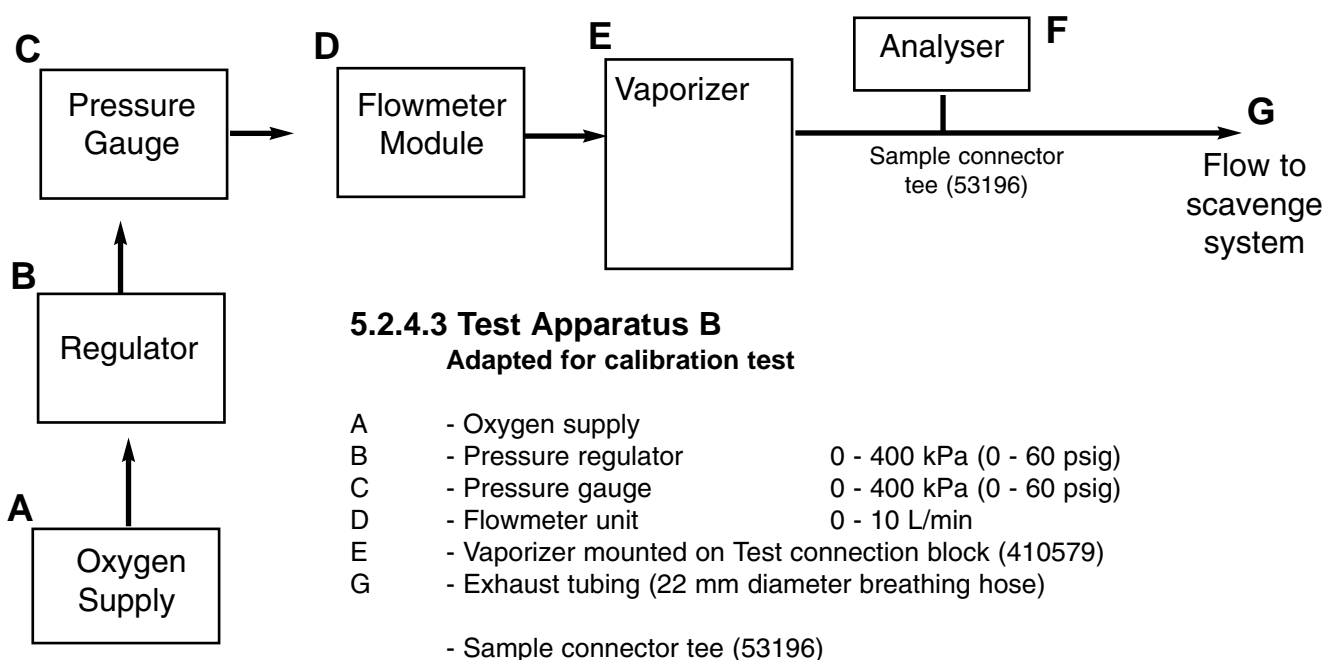 C
Pressure
Gauge
D
Flowmeter
Module
E
Vaporizer
Analyser
F
Sample connector
tee (53196)
G
Flow to
scavenge
system
B
Regulator
A
Oxygen
Supply
5.2.4.3 Test Apparatus B
Adapted for calibration test
A - Oxygen supply
B - Pressure regulator 0 - 400 kPa (0 - 60 psig)
C - Pressure gauge 0 - 400 kPa (0 - 60 psig)
D - Flowmeter unit 0 - 10 L/min
E - Vaporizer mounted on Test connection block (410579)
G - Exhaust tubing (22 mm diameter breathing hose)
- Sample connector tee (53196)